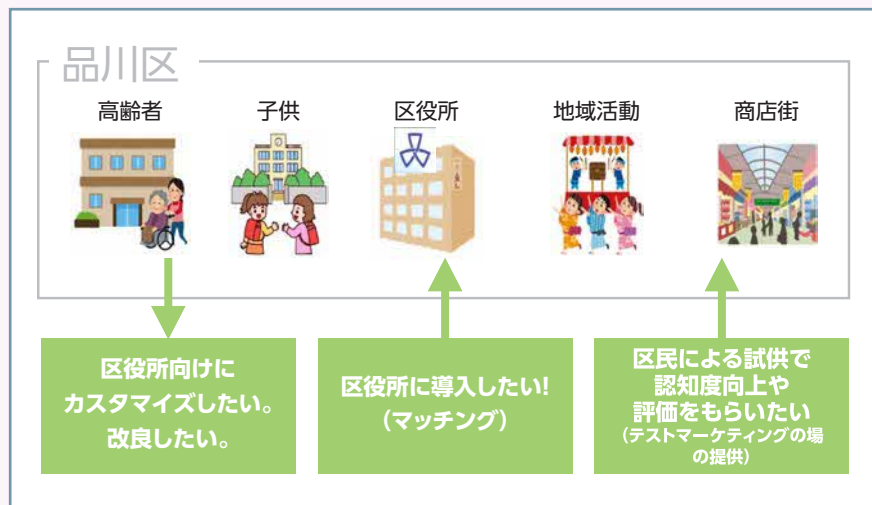 品川区
高齢者
子供
区役所
地域活動
商店街
区役所向けに
カスタマイズしたい。
改良したい。
区役所に導入したい!
(マッチング)
区民による試供で
認知度向上や
評価をもらいたい
(テストマーケティングの場
の提供)